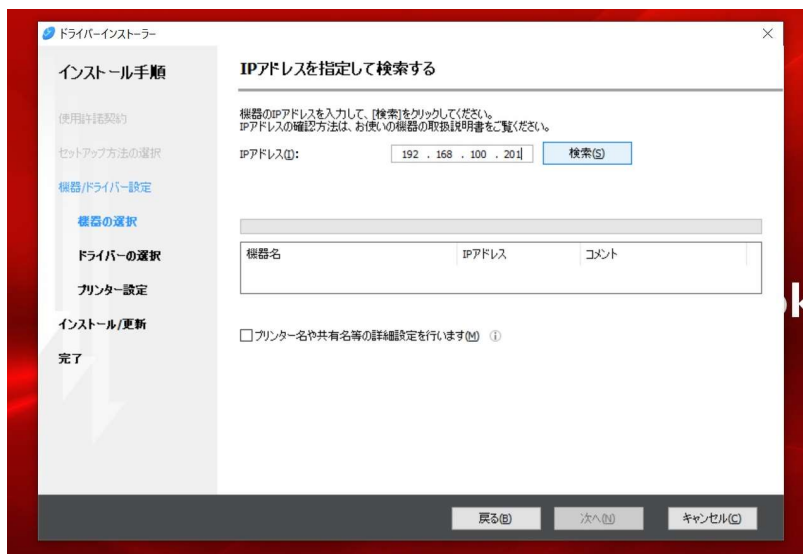 ドライバーインストーラー
インストール手順
使用許諾契約
セットアップ方法の選択
機器/ドライバー設定
機器の選択
ドライバーの選択
プリンター設定
インストール/更新
完了
IPアドレスを指定して検索する
機器のIPアドレスを入力して、[検索]をクリックしてください。
IPアドレスの確認方法は、お使いの機器の取扱説明書をご覧ください。
IPアドレス(I): 192 . 168 . 100 . 201 検索(S)
機器名 IPアドレス コメント
プリンター名や共有名等の詳細設定を行います(M)
戻る(B) 次へ(N) キャンセル(C)